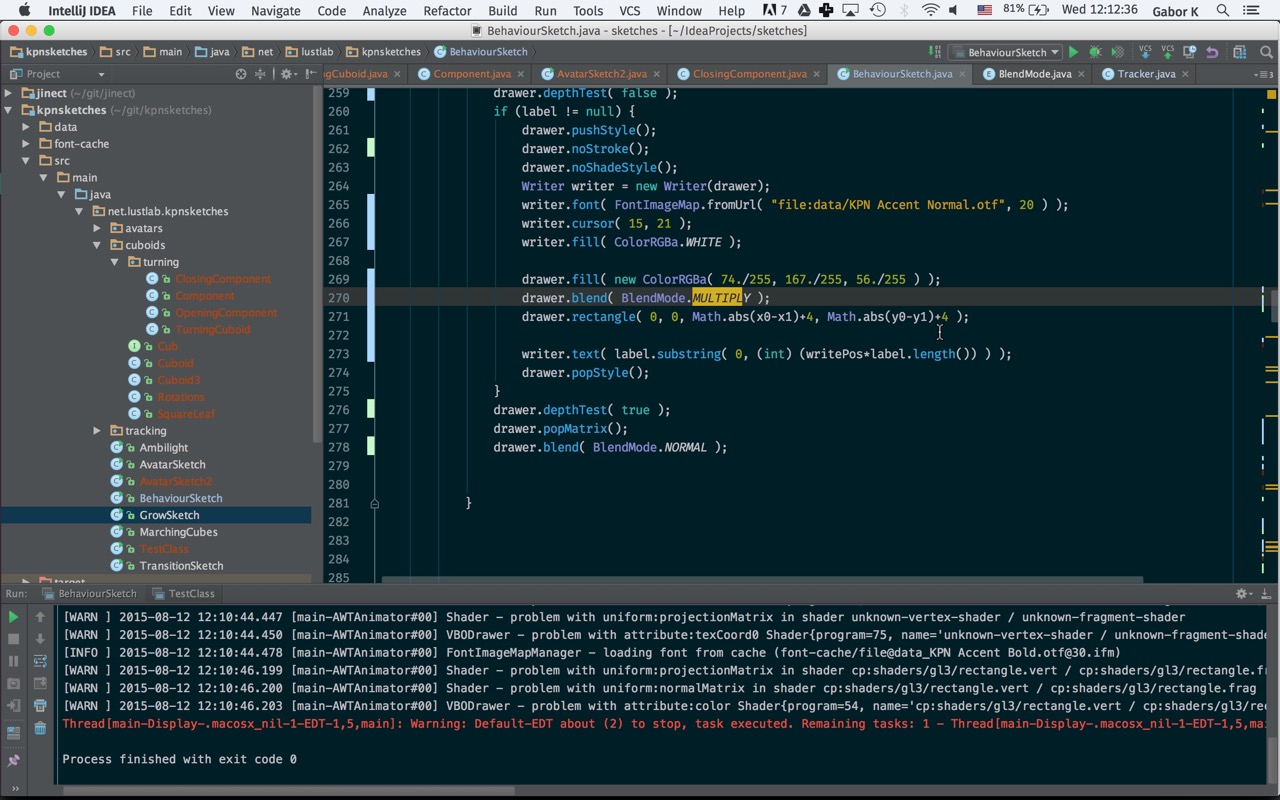 IntelliJ IDEA File Edit View Navigate Code Analyze Refactor Build Run Tools VCS Window Help 7 81% Wed 12:12:36 Gabor K
BehaviourSketch.java - sketches - [~/IdeaProjects/sketches]
kpnsketches src main java net lustlab kpnsketches BehaviourSketch BehaviourSketch VCS VCS
Project gCuboid.java Component.java AvatarSketch2.java ClosingComponent.java BehaviourSketch.java BlendMode.java Tracker.java
jinect (~/git/jinect)
kpnsketches (~/git/kpnsketches)
data
font-cache
src
main
java
net.lustlab.kpnsketches
avatars
cuboids
turning
ClosingComponent
Component
OpeningComponent
TurningCuboid
Cub
Cuboid
Cuboid3
Rotations
SquareLeaf
tracking
Ambilight
AvatarSketch
AvatarSketch2
BehaviourSketch
GrowSketch
MarchingCubes
TestClass
TransitionSketch
target
259 drawer.depthTest( false );
260 if (label != null) {
261 drawer.pushStyle();
262 drawer.noStroke();
263 drawer.noShadeStyle();
264 Writer writer = new Writer(drawer);
265 writer.font( FontImageMap.fromUrl( "file:data/KPN Accent Normal.otf", 20 ) );
266 writer.cursor( 15, 21 );
267 writer.fill( ColorRGBa.WHITE );
268
269 drawer.fill( new ColorRGBa( 74./255, 167./255, 56./255 ) );
270 drawer.blend( BlendMode.MULTIPLY );
271 drawer.rectangle( 0, 0, Math.abs(x0-x1)+4, Math.abs(y0-y1)+4 );
272
273 writer.text( label.substring( 0, (int) (writePos*label.length()) ) );
274 drawer.popStyle();
275 }
276 drawer.depthTest( true );
277 drawer.popMatrix();
278 drawer.blend( BlendMode.NORMAL );
279
280
281 }
282
283
284
285
Run: BehaviourSketch TestClass
[WARN ] 2015-08-12 12:10:44.447 [main-AWTAnimator#00] Shader - problem with uniform:projectionMatrix in shader unknown-vertex-shader / unknown-fragment-shader
[WARN ] 2015-08-12 12:10:44.450 [main-AWTAnimator#00] VBODrawer - problem with attribute:texCoord0 Shader{program=75, name='unknown-vertex-shader / unknown-fragment-shade
[INFO ] 2015-08-12 12:10:44.478 [main-AWTAnimator#00] FontImageMapManager - loading font from cache (font-cache/file@data_KPN Accent Bold.otf@30.ifm)
[WARN ] 2015-08-12 12:10:46.199 [main-AWTAnimator#00] Shader - problem with uniform:projectionMatrix in shader cp:shaders/gl3/rectangle.vert / cp:shaders/gl3/rectangle.fr
[WARN ] 2015-08-12 12:10:46.200 [main-AWTAnimator#00] Shader - problem with uniform:normalMatrix in shader cp:shaders/gl3/rectangle.vert / cp:shaders/gl3/rectangle.frag
[WARN ] 2015-08-12 12:10:46.203 [main-AWTAnimator#00] VBODrawer - problem with attribute:color Shader{program=54, name='cp:shaders/gl3/rectangle.vert / cp:shaders/gl3/rec
Thread[main-Display-.macosx_nil-1-EDT-1,5,main]: Warning: Default-EDT about (2) to stop, task executed. Remaining tasks: 1 - Thread[main-Display-.macosx_nil-1-EDT-1,5,ma
Process finished with exit code 0